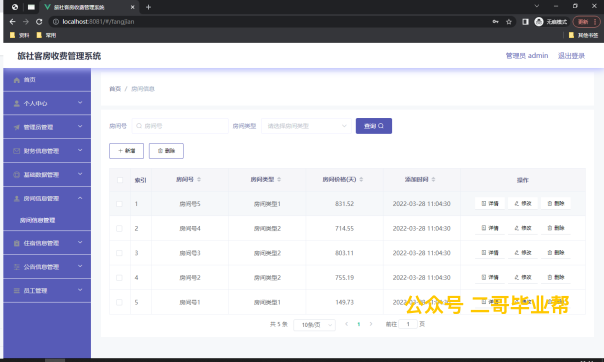 旅社客房收费管理系统
localhost:8081/#/fangjian
无痕模式
更新
资料 常用
其他书签
旅社客房收费管理系统
管理员 admin 退出登录
首页
个人中心
管理员管理
财务信息管理
基础数据管理
房间信息管理
房间信息管理
住宿信息管理
公告信息管理
员工管理
首页 / 房间信息
房间号 房间号 房间类型 请选择房间类型 查询
+ 新增 删除
索引 房间号 房间类型 房间价格(天) 添加时间 操作
1 房间号5 房间类型1 831.52 2022-03-28 11:04:30 详情 修改 删除
2 房间号4 房间类型2 714.55 2022-03-28 11:04:30 详情 修改 删除
3 房间号3 房间类型2 803.11 2022-03-28 11:04:30 详情 修改 删除
4 房间号2 房间类型2 755.19 2022-03-28 11:04:30 详情 修改 删除
5 房间号1 房间类型1 149.73 2022-03-28 11:04:30 详情 修改 删除
公众号 二哥毕业帮
共 5 条 10条/页 1 前往 1 页